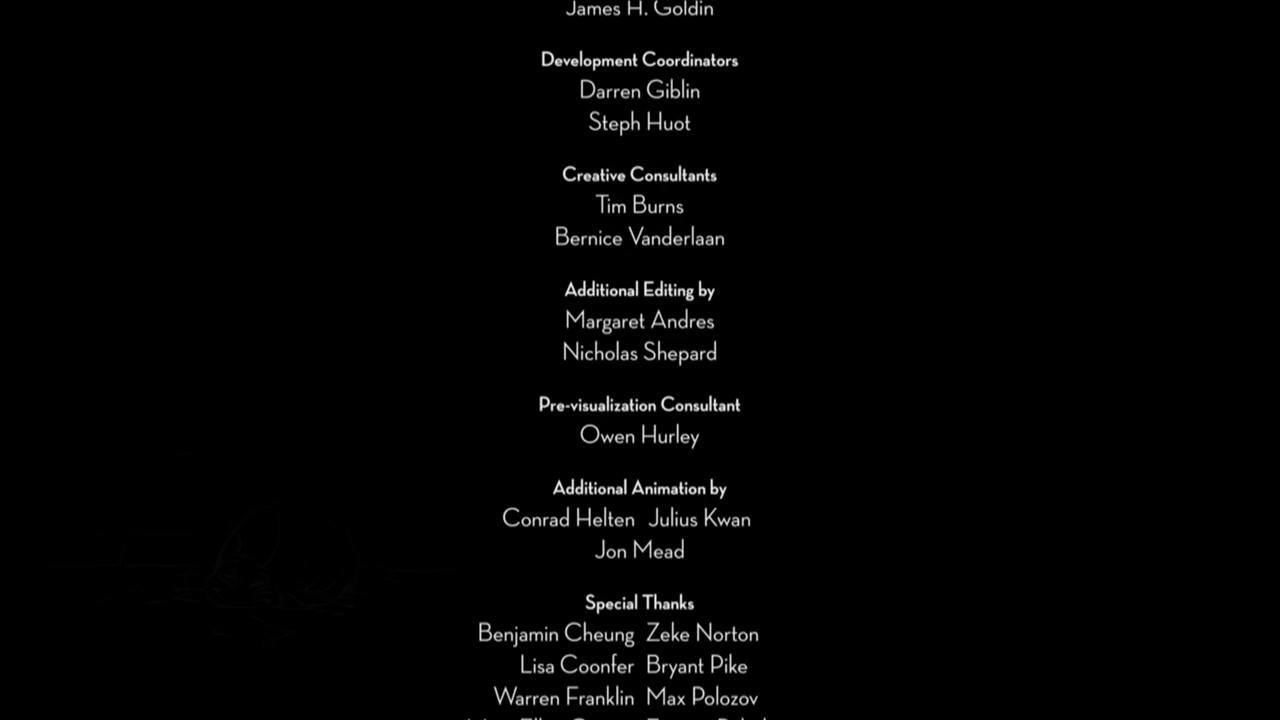 James H. Goldin
Development Coordinators
Darren Giblin
Steph Huot
Creative Consultants
Tim Burns
Bernice Vanderlaan
Additional Editing by
Margaret Andres
Nicholas Shepard
Pre-visualization Consultant
Owen Hurley
Additional Animation by
Conrad Helten Julius Kwan
Jon Mead
Special Thanks
Benjamin Cheung Zeke Norton
Lisa Coonfer Bryant Pike
Warren Franklin Max Polozov